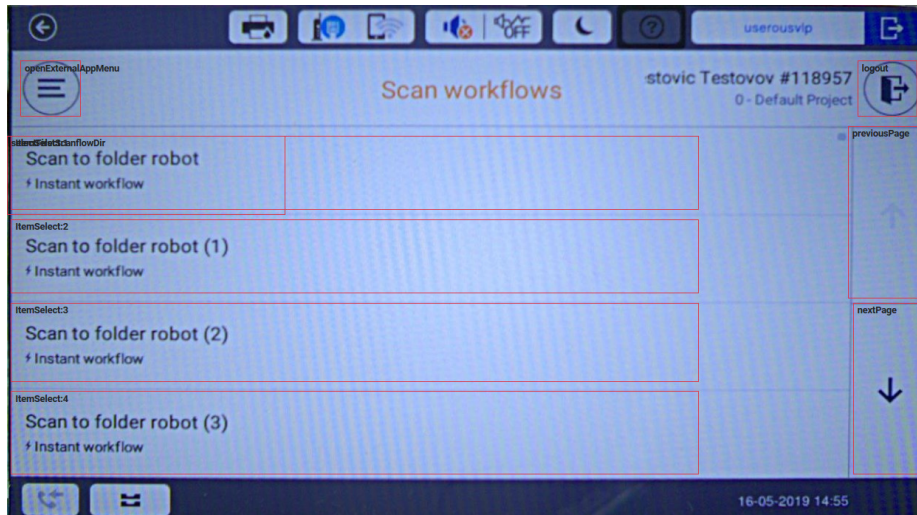 OFF
userousvip
openExternalAppMenu
Scan workflows
stovic Testovov #118957
0 - Default Project
logout
previousPage
Scan to folder robot
Instant workflow
ItemSelect:2
Scan to folder robot (1)
Instant workflow
ItemSelect:3
Scan to folder robot (2)
Instant workflow
nextPage
ItemSelect:4
Scan to folder robot (3)
Instant workflow
16-05-2019 14:55